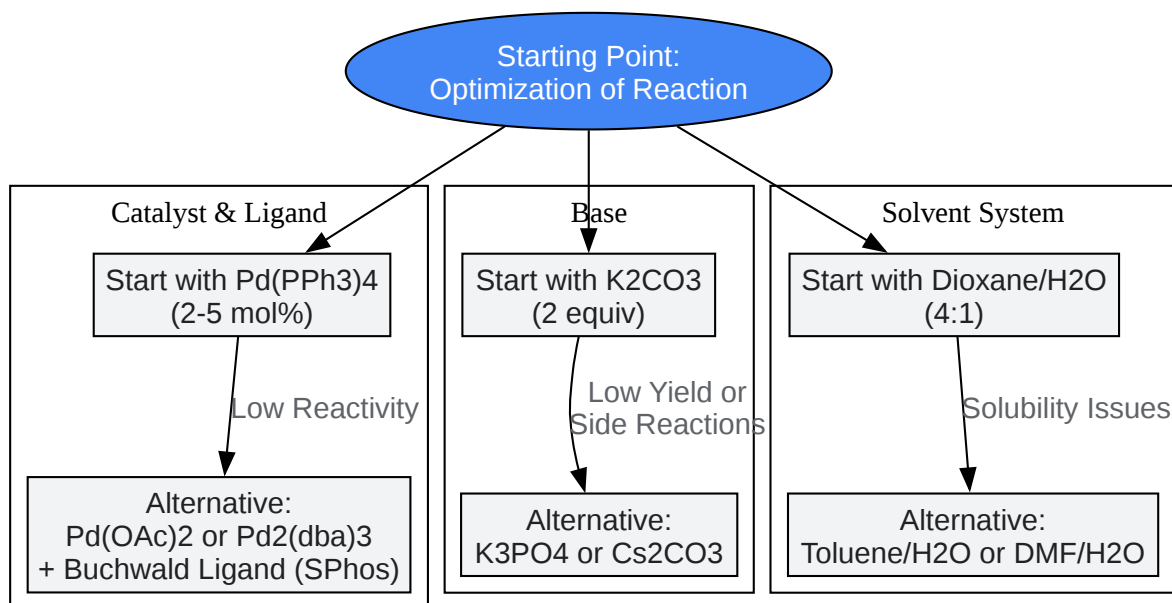 Starting Point:
Optimization of Reaction
Catalyst & Ligand
Start with Pd(PPh3)4
(2-5 mol%)
Low Reactivity
Alternative:
Pd(OAc)2 or Pd2(dba)3
+ Buchwald Ligand (SPhos)
Base
Start with K2CO3
(2 equiv)
Low Yield or
Side Reactions
Alternative:
K3PO4 or Cs2CO3
Solvent System
Start with Dioxane/H2O
(4:1)
Solubility Issues
Alternative:
Toluene/H2O or DMF/H2O